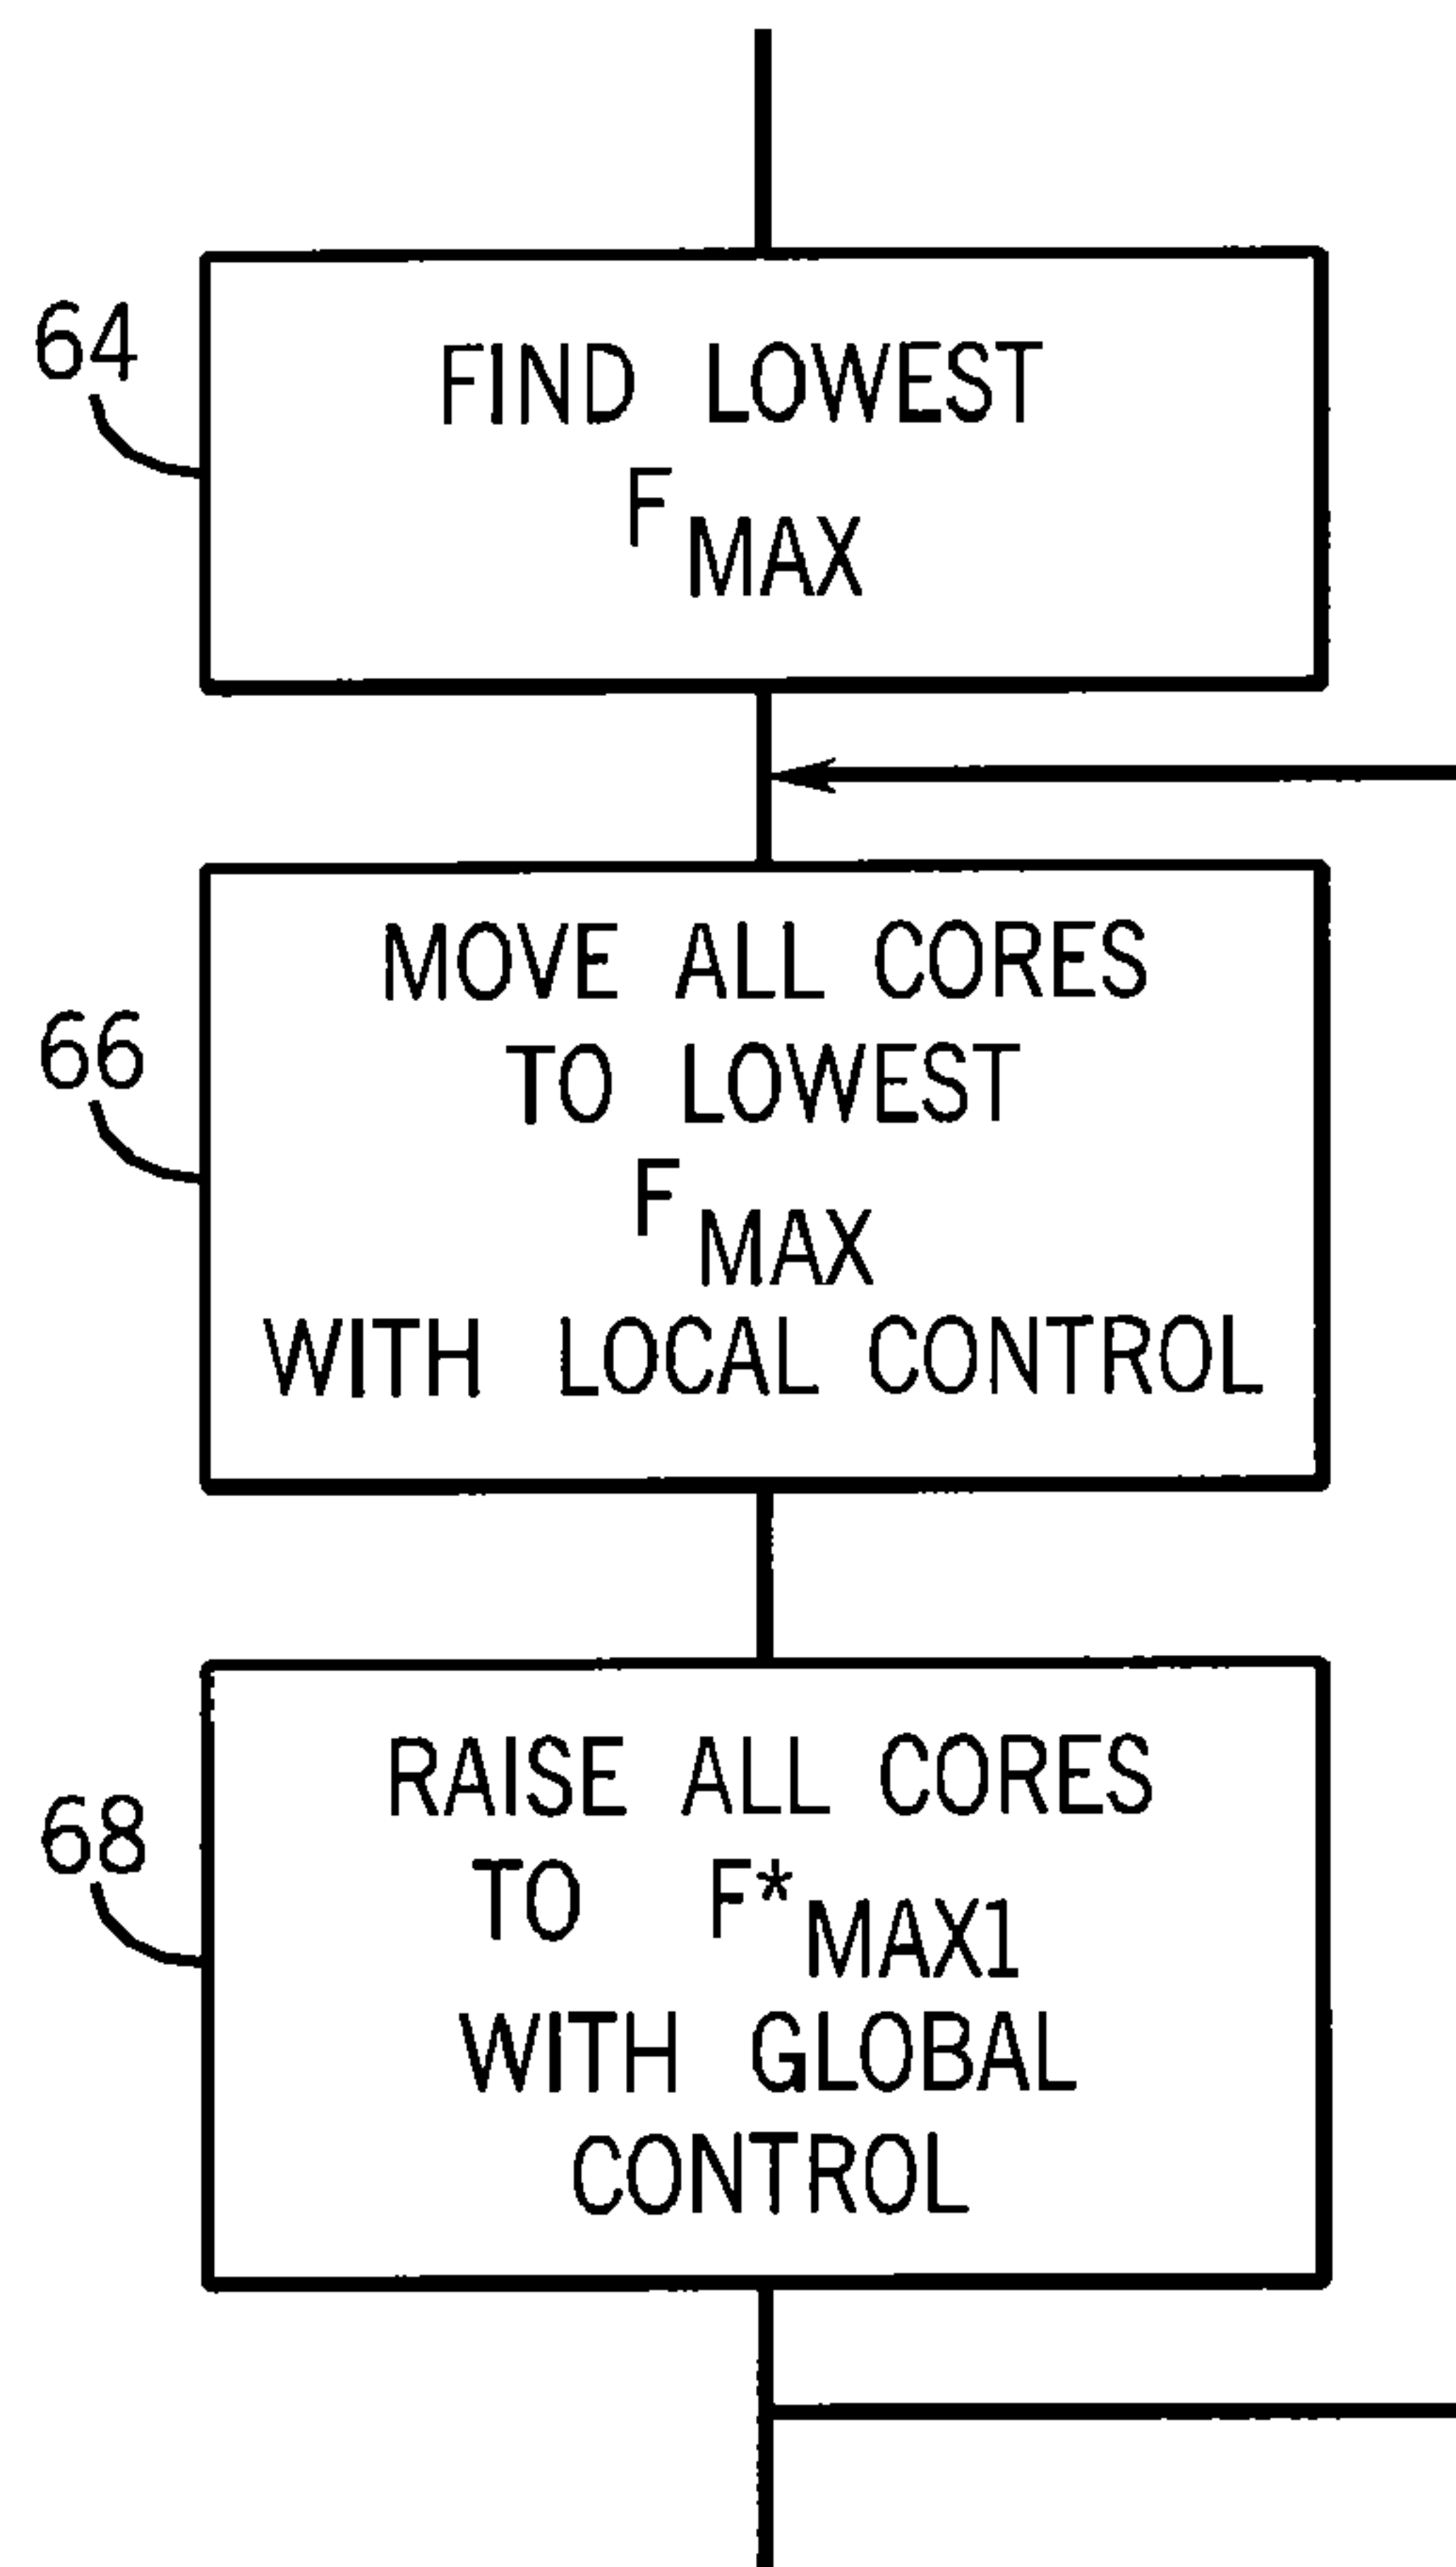 64
FIND LOWEST
F MAX
66
MOVE ALL CORES
TO LOWEST
F MAX
WITH LOCAL CONTROL
68
RAISE ALL CORES
TO F* MAX1
WITH GLOBAL
CONTROL